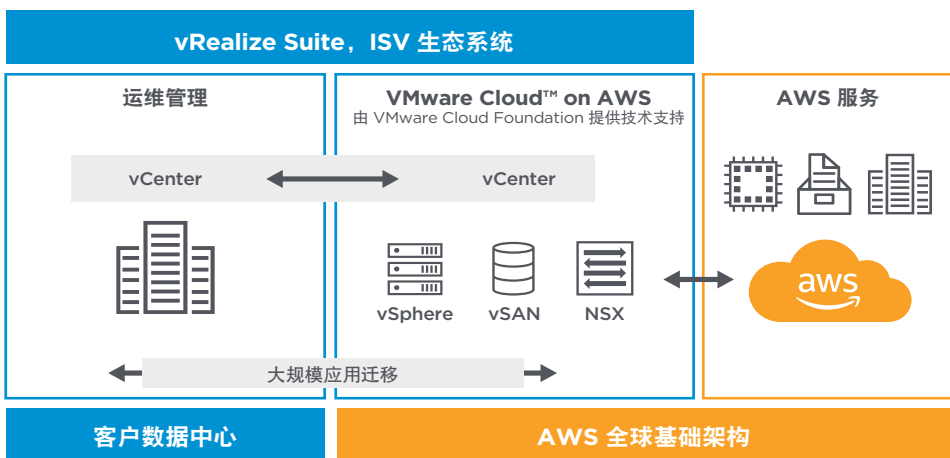 vRealize Suite，ISV 生态系统
运维管理
VMware Cloud™ on AWS
由 VMware Cloud Foundation 提供技术支持
AWS 服务
vCenter
vCenter
aws
vSphere
vSAN
NSX
大规模应用迁移
客户数据中心
AWS 全球基础架构